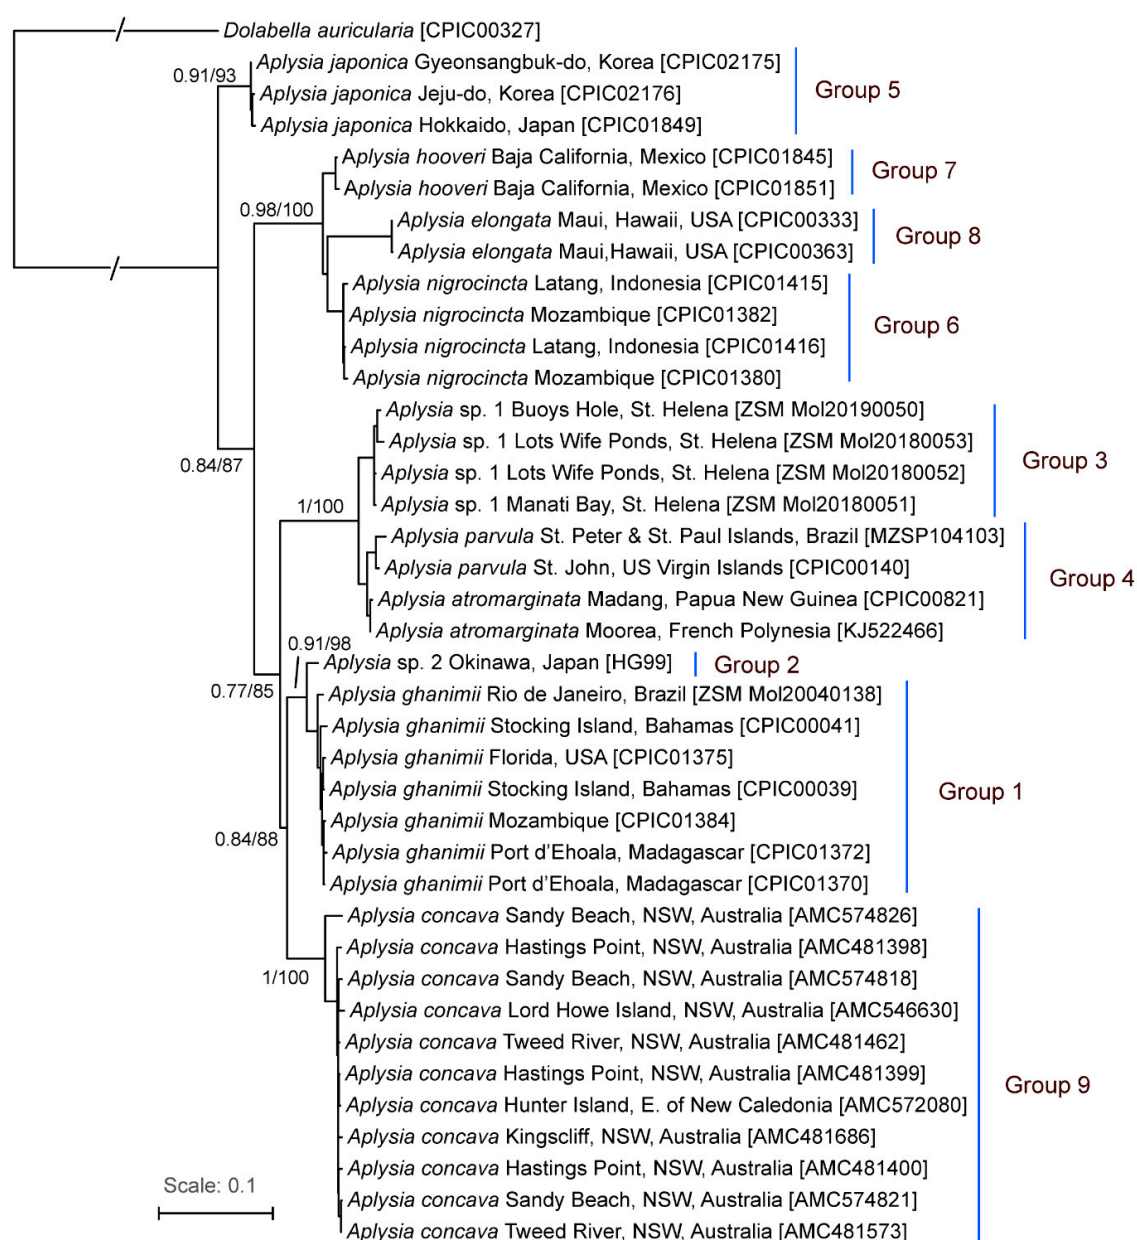 Dolabella auricularia [CPIC00327]
Aplysia japonica Gyeonsangbuk-do, Korea [CPIC02175]
0.91/93
Aplysia japonica Jeju-do, Korea [CPIC02176]
Group 5
Aplysia japonica Hokkaido, Japan [CPIC01849]
Aplysia hooveri Baja California, Mexico [CPIC01845]
Group 7
Aplysia hooveri Baja California, Mexico [CPIC01851]
0.98/100
Aplysia elongata Maui, Hawaii, USA [CPIC00333]
Group 8
Aplysia elongata Maui,Hawaii, USA [CPIC00363]
Aplysia nigrocincta Latang, Indonesia [CPIC01415]
Aplysia nigrocincta Mozambique [CPIC01382]
Group 6
Aplysia nigrocincta Latang, Indonesia [CPIC01416]
Aplysia nigrocincta Mozambique [CPIC01380]
Aplysia sp. 1 Buoys Hole, St. Helena [ZSM Mol20190050]
Aplysia sp. 1 Lots Wife Ponds, St. Helena [ZSM Mol20180053]
0.84/87
Group 3
Aplysia sp. 1 Lots Wife Ponds, St. Helena [ZSM Mol20180052]
Aplysia sp. 1 Manati Bay, St. Helena [ZSM Mol20180051]
1/100
Aplysia parvula St. Peter & St. Paul Islands, Brazil [MZSP104103]
Aplysia parvula St. John, US Virgin Islands [CPIC00140]
Group 4
Aplysia atromarginata Madang, Papua New Guinea [CPIC00821]
Aplysia atromarginata Moorea, French Polynesia [KJ522466]
0.91/98
Aplysia sp. 2 Okinawa, Japan [HG99]
Group 2
0.77/85
Aplysia ghanimii Rio de Janeiro, Brazil [ZSM Mol20040138]
Aplysia ghanimii Stocking Island, Bahamas [CPIC00041]
Aplysia ghanimii Florida, USA [CPIC01375]
Aplysia ghanimii Stocking Island, Bahamas [CPIC00039]
Group 1
Aplysia ghanimii Mozambique [CPIC01384]
0.84/88
Aplysia ghanimii Port d’Ehoala, Madagascar [CPIC01372]
Aplysia ghanimii Port d’Ehoala, Madagascar [CPIC01370]
Aplysia concava Sandy Beach, NSW, Australia [AMC574826]
Aplysia concava Hastings Point, NSW, Australia [AMC481398]
1/100
Aplysia concava Sandy Beach, NSW, Australia [AMC574818]
Aplysia concava Lord Howe Island, NSW, Australia [AMC546630]
Aplysia concava Tweed River, NSW, Australia [AMC481462]
Aplysia concava Hastings Point, NSW, Australia [AMC481399]
Group 9
Aplysia concava Hunter Island, E. of New Caledonia [AMC572080]
Aplysia concava Kingscliff, NSW, Australia [AMC481686]
Aplysia concava Hastings Point, NSW, Australia [AMC481400]
Scale: 0.1
Aplysia concava Sandy Beach, NSW, Australia [AMC574821]
Aplysia concava Tweed River, NSW, Australia [AMC481573]